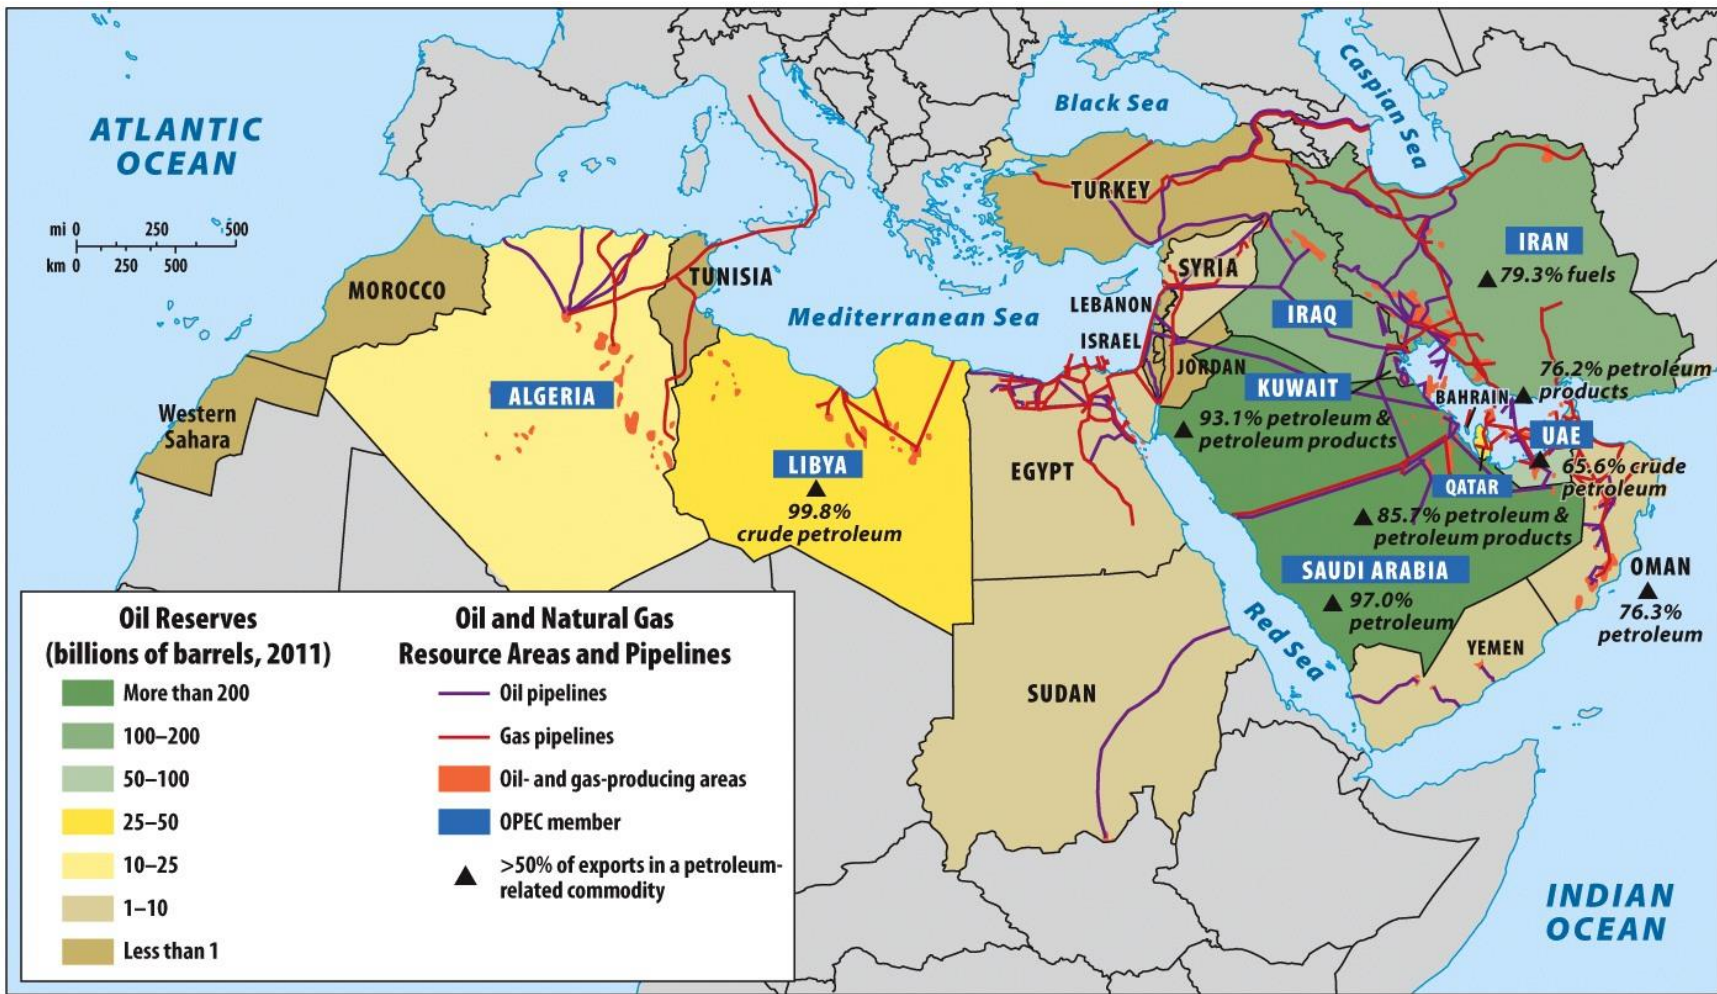 ATLANTIC
OCEAN
mi 0 250 500
km 0 250 500
Black Sea
Caspian Sea
TURKEY
IRAN
79.3% fuels
SYRIA
MOROCCO
TUNISIA
LEBANON
Mediterranean Sea
IRAQ
ISRAEL
JORDAN
KUWAIT
76.2% petroleum
products
BAHRAIN
ALGERIA
93.1% petroleum &
petroleum products
Western
Sahara
UAE
LIBYA
EGYPT
65.6% crude
petroleum
QATAR
99.8%
crude petroleum
85.7% petroleum &
petroleum products
SAUDI ARABIA
OMAN
97.0%
petroleum
76.3%
petroleum
Red Sea
YEMEN
SUDAN
INDIAN
OCEAN
Oil Reserves
(billions of barrels, 2011)
More than 200
100–200
50–100
25–50
10–25
1–10
Less than 1
Oil and Natural Gas
Resource Areas and Pipelines
Oil pipelines
Gas pipelines
Oil- and gas-producing areas
OPEC member
>50% of exports in a petroleum-
related commodity